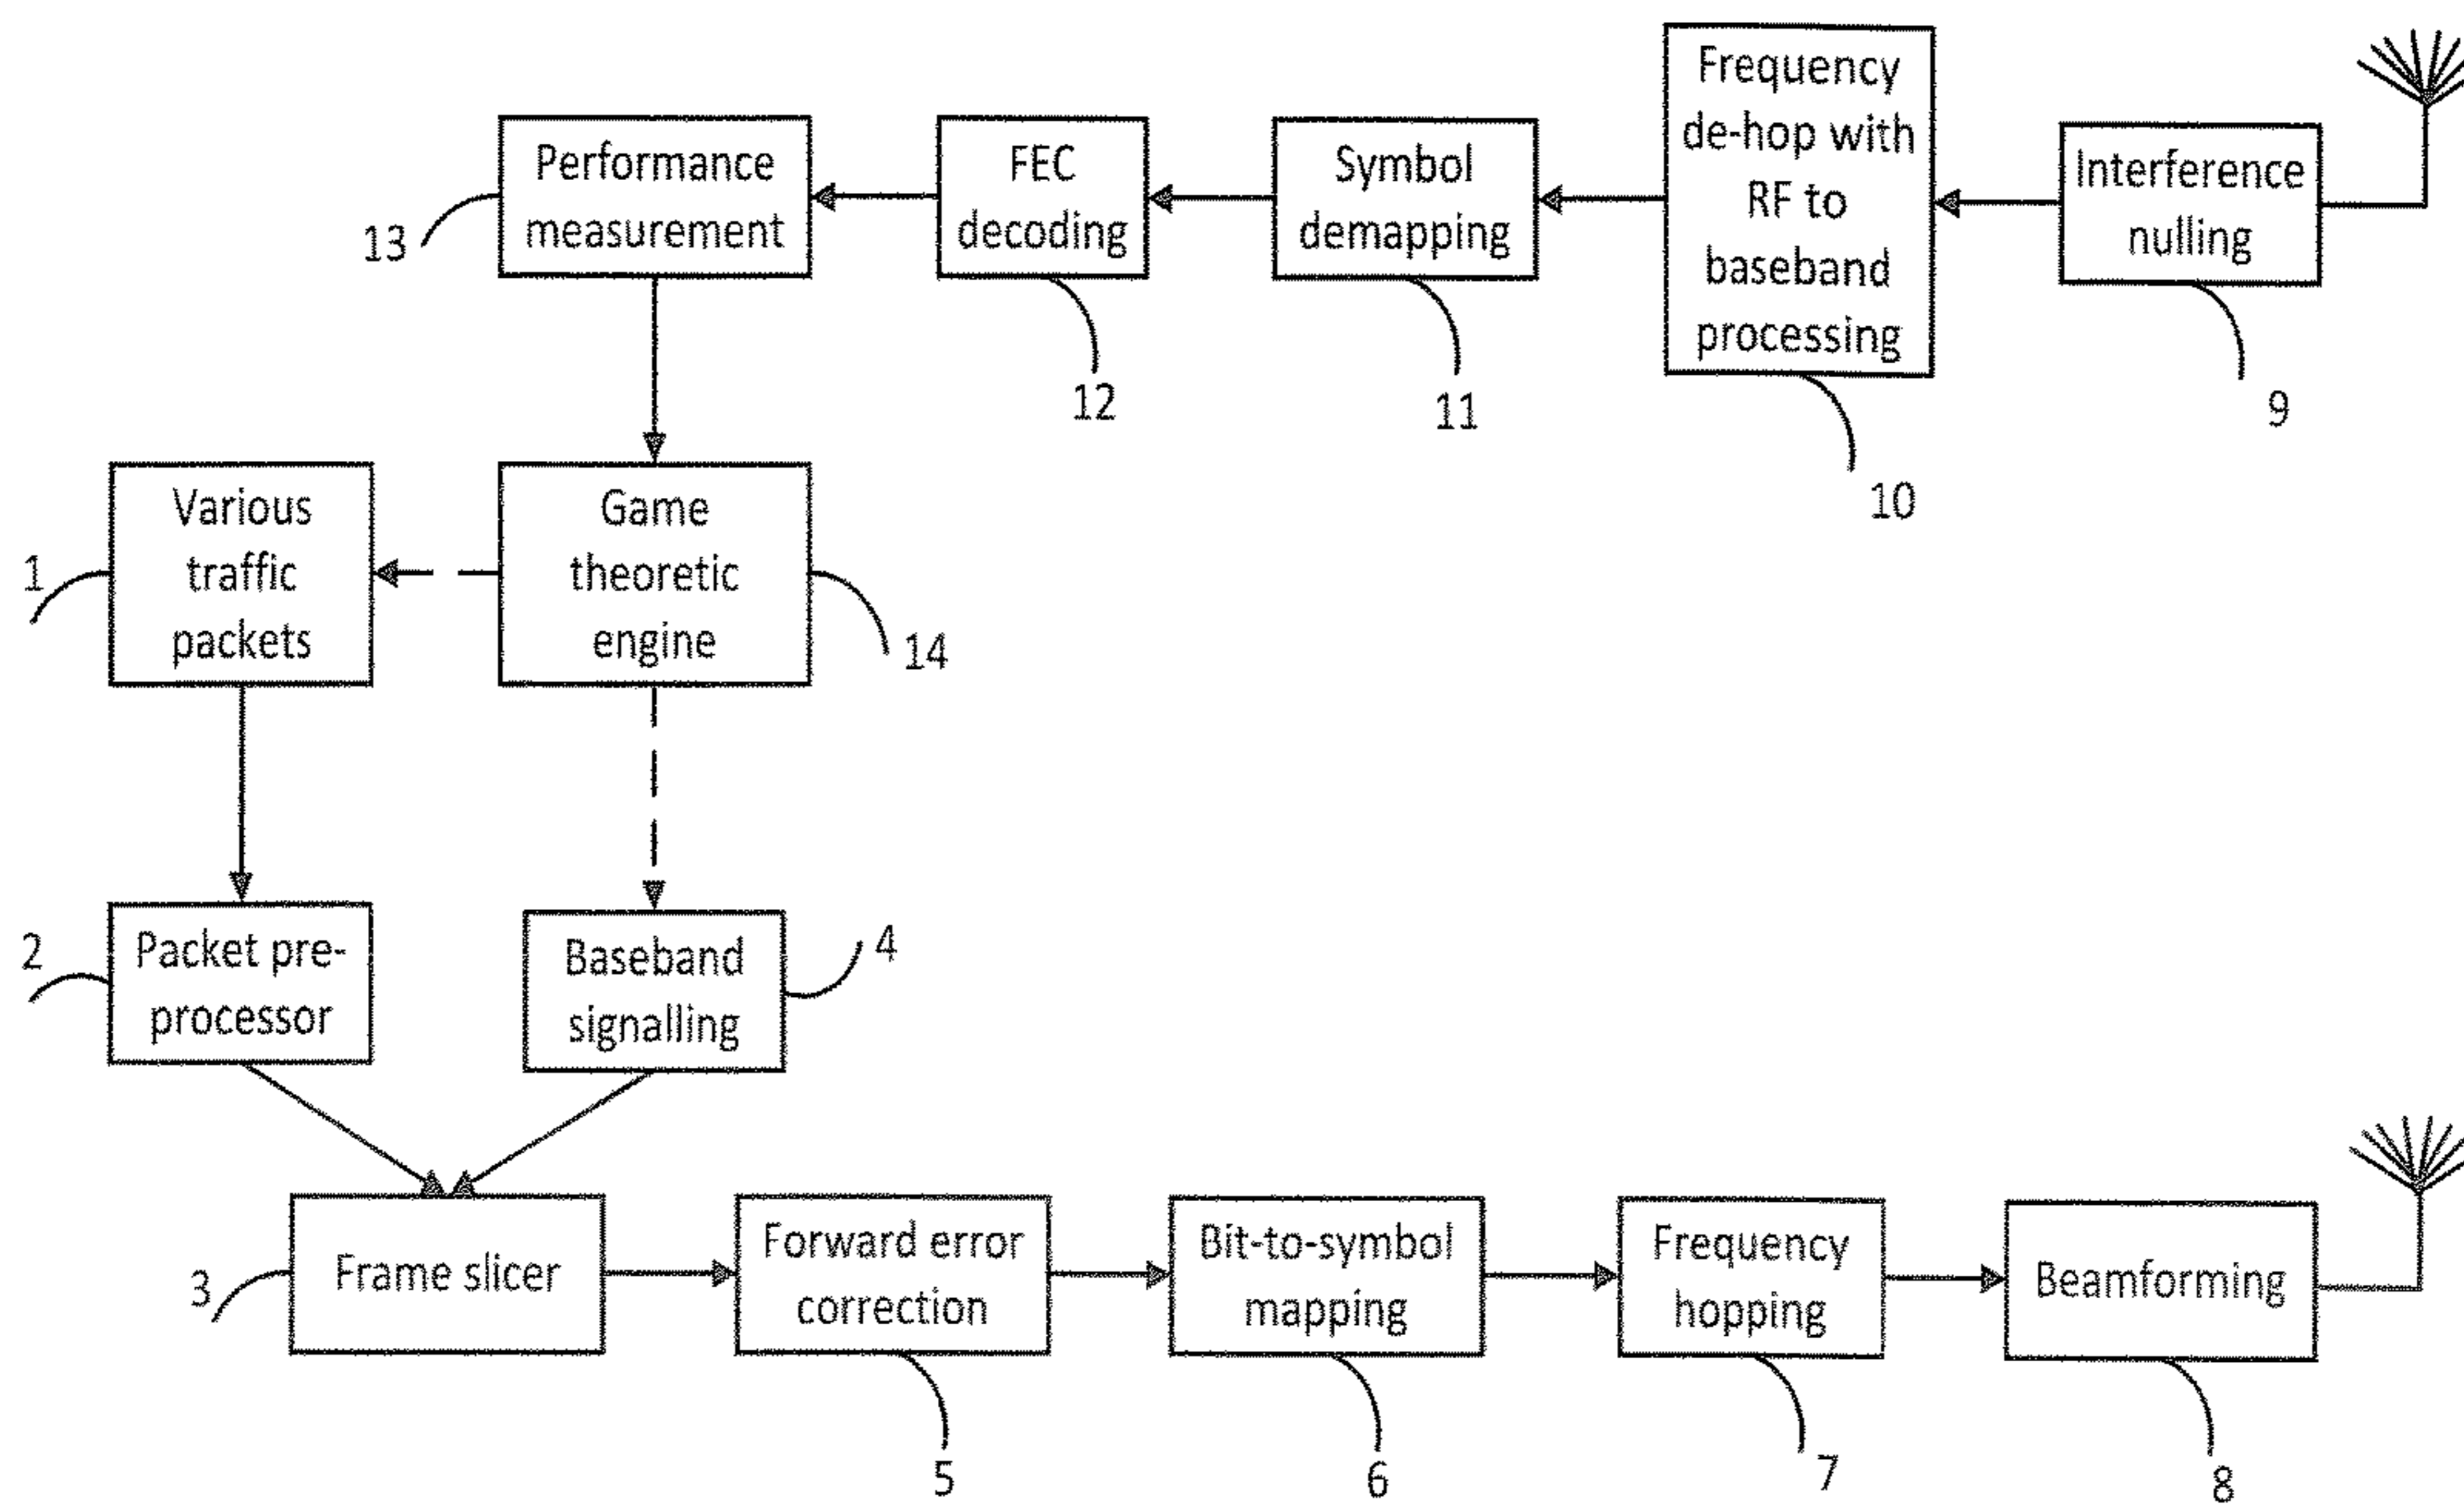 Frequency
de-hop with
RF to
baseband
processing
Interference
nulling
Symbol
demapping
FEC
decoding
Performance
measurement
13
12
11
10
9
Various
traffic
packets
1
Game
theoretic
engine
14
Packet pre-
processor
2
Baseband
signalling
4
Frame slicer
3
Forward error
correction
5
Bit-to-symbol
mapping
6
Frequency
hopping
7
Beamforming
8